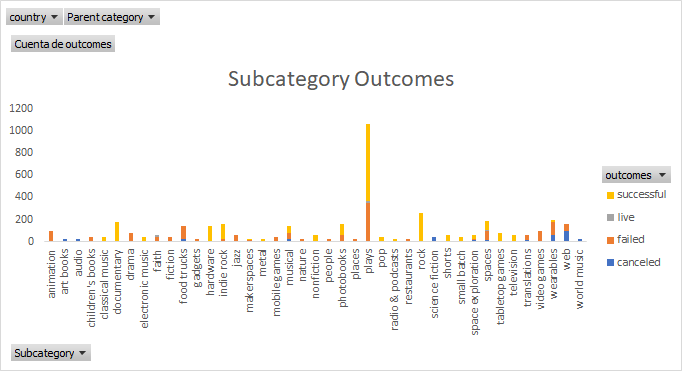 country Parent category
Cuenta de outcomes
Subcategory Outcomes
1200
1000
800
600
400
200
0
animation
art books
audio
children's books
classical music
documentary
drama
electronic music
faith
fiction
food trucks
gadgets
hardware
indie rock
jazz
makerspaces
metal
mobile games
musical
nature
nonfiction
people
photobooks
places
plays
pop
radio & podcasts
restaurants
rock
science fiction
shorts
small batch
space exploration
spaces
tabletop games
television
translations
video games
wearables
web
world music
outcomes
successful
live
failed
canceled
Subcategory